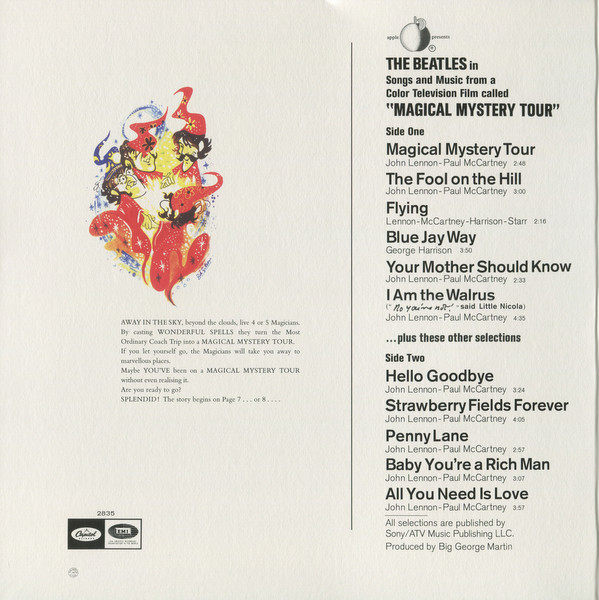 AWAY IN THE SKY, beyond the clouds, live 4 or 5 Magicians.
By casting WONDERFUL SPELLS they turn the Most
Ordinary Coach Trip into a MAGICAL MYSTERY TOUR.
If you let yourself go, the Magicians will take you away to
marvellous places.
Maybe YOU'VE been on a MAGICAL MYSTERY TOUR
without even realising it.
Are you ready to go?
SPLENDID! The story begins on Page 7 . . . or 8 . . . .
2835
Capitol
EMI
apple presents
THE BEATLES in
Songs and Music from a
Color Television Film called
"MAGICAL MYSTERY TOUR"
Side One
Magical Mystery Tour
John Lennon-Paul McCartney 2:48
The Fool on the Hill
John Lennon-Paul McCartney 3:00
Flying
Lennon-McCartney-Harrison-Starr 2:16
Blue Jay Way
George Harrison 3:50
Your Mother Should Know
John Lennon-Paul McCartney 2:33
I Am the Walrus
("No you're not" - said Little Nicola)
John Lennon-Paul McCartney 4:35
...plus these other selections
Side Two
Hello Goodbye
John Lennon-Paul McCartney 3:24
Strawberry Fields Forever
John Lennon-Paul McCartney 4:05
Penny Lane
John Lennon-Paul McCartney 2:57
Baby You're a Rich Man
John Lennon-Paul McCartney 3:07
All You Need Is Love
John Lennon-Paul McCartney 3:57
All selections are published by
Sony/ATV Music Publishing LLC.
Produced by Big George Martin